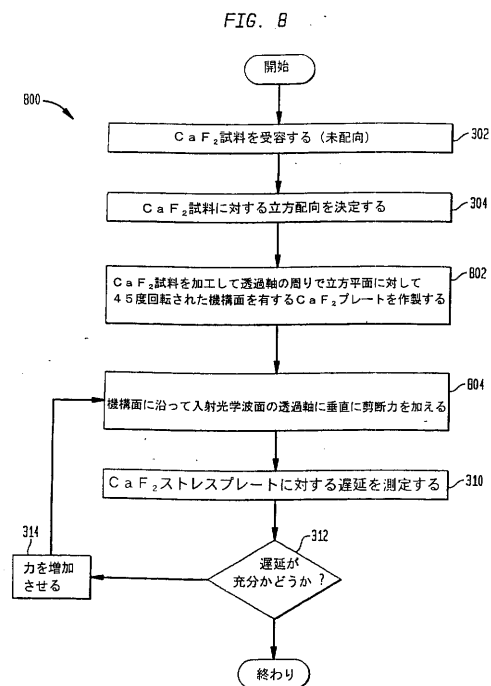 FIG. 8
開始
800
CaF₂試料を受容する(未配向)
302
CaF₂試料に対する立方配向を決定する
304
CaF₂試料を加工して透過軸の周りで立方平面に対して
45度回転された機構面を有するCaF₂プレートを作製する
802
機構面に沿って入射光学波面の透過軸に垂直に剪断力を加える
804
CaF₂ストレスプレートに対する遅延を測定する
310
314
力を増加
させる
312
遅延が
充分かどうか?
終わり